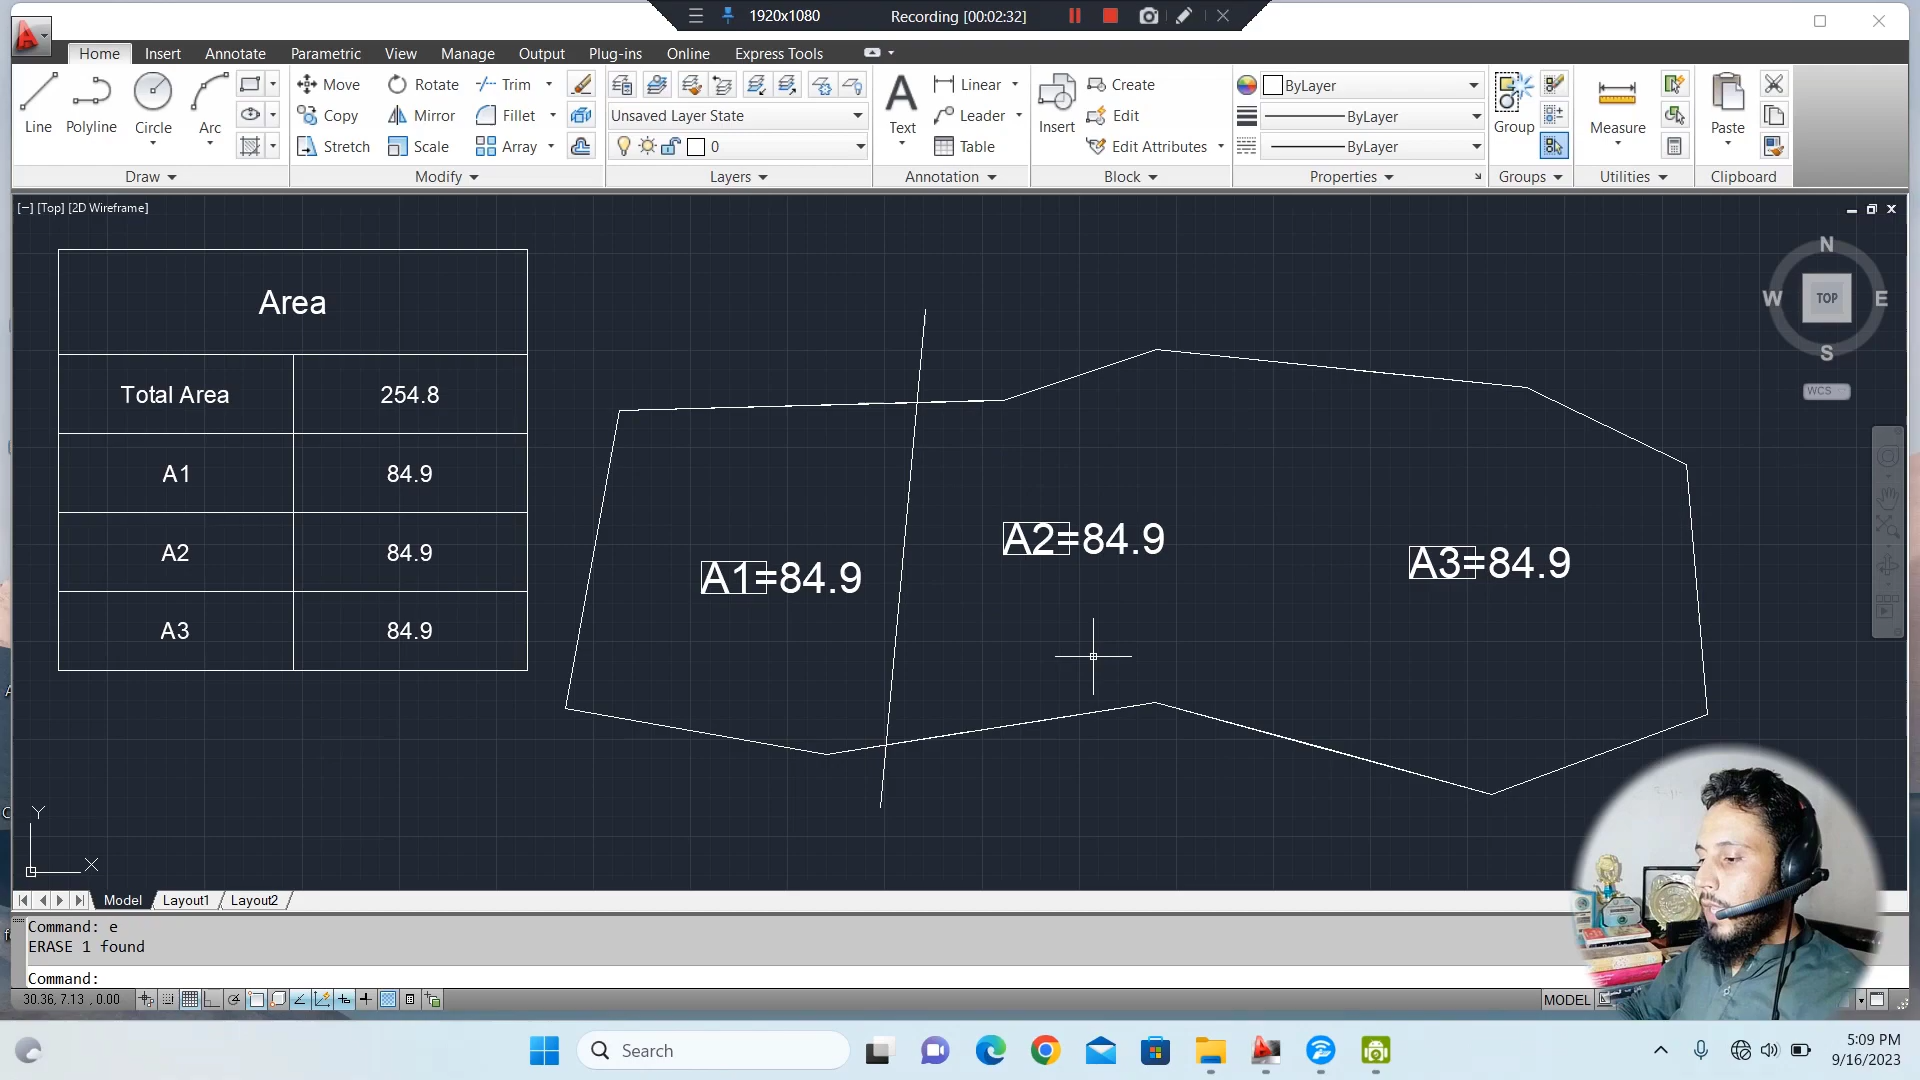 1920x1080
Recording [00:02:32]
Home Insert Annotate Parametric View Manage Output Plug-ins Online Express Tools
Line Polyline Circle Arc
Draw
Move Rotate Trim
Copy Mirror Fillet
Stretch Scale Array
Modify
Unsaved Layer State
0
Layers
Text
Linear
Leader
Table
Annotation
Insert
Create
Edit
Edit Attributes
Block
ByLayer
ByLayer
ByLayer
Properties
Group
Groups
Measure
Utilities
Paste
Clipboard
[−] [Top] [2D Wireframe]
Area
Total Area 254.8
A1 84.9
A2 84.9
A3 84.9
A1=84.9
A2=84.9
A3=84.9
N
W TOP E
S
WCS
Y
X
Model Layout1 Layout2
Command: e
ERASE 1 found
Command:
30.36, 7.13 , 0.00
MODEL
Search
5:09 PM
9/16/2023